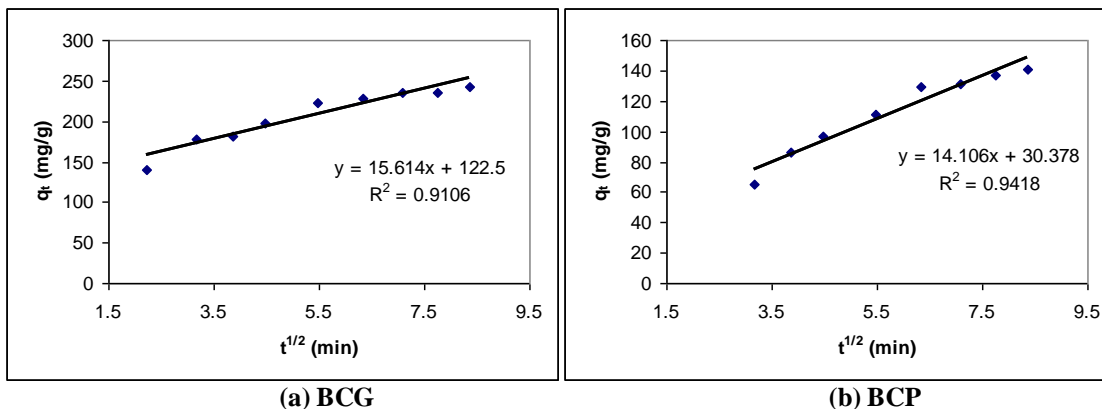 300
250
200
150
100
50
0
qt (mg/g)
y = 15.614x + 122.5
R2 = 0.9106
1.5 3.5 5.5 7.5 9.5
t1/2 (min)
(a) BCG
160
140
120
100
80
60
40
20
0
qt (mg/g)
y = 14.106x + 30.378
R2 = 0.9418
1.5 3.5 5.5 7.5 9.5
t1/2 (min)
(b) BCP